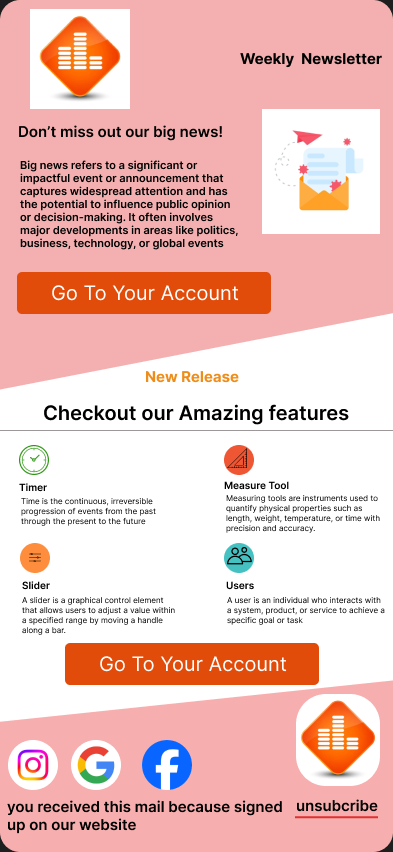 Weekly Newsletter
Don’t miss out our big news!
Big news refers to a significant or
impactful event or announcement that
captures widespread attention and has
the potential to influence public opinion
or decision-making. It often involves
major developments in areas like politics,
business, technology, or global events
Go To Your Account
New Release
Checkout our Amazing features
Timer
Time is the continuous, irreversible
progression of events from the past
through the present to the future
Measure Tool
Measuring tools are instruments used to
quantify physical properties such as
length, weight, temperature, or time with
precision and accuracy.
Slider
A slider is a graphical control element
that allows users to adjust a value within
a specified range by moving a handle
along a bar.
Users
A user is an individual who interacts with
a system, product, or service to achieve a
specific goal or task
Go To Your Account
you received this mail because signed
up on our website
unsubcribe